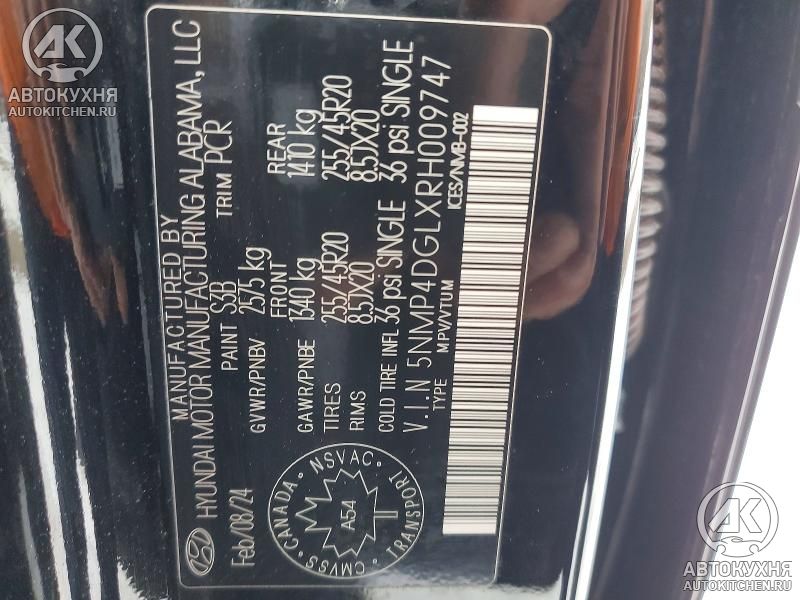 MANUFACTURED BY
HYUNDAI MOTOR MANUFACTURING ALABAMA, LLC
Feb/08/24 PAINT S3B TRIM PCR
GVWR/PNBV 2575 kg
FRONT REAR
GAWR/PNBE 1340 kg 1410 kg
TIRES 255/45R20 255/45R20
RIMS 8.5JX20 8.5JX20
COLD TIRE INFL 36 psi SINGLE 36 psi SINGLE
V.I.N 5NMP4DGLXRH009747
TYPE MPV/VTUM ICES/NMB-002
CANADA NSVAC
A54
CMVSS TRANSPORT
AK
АВТОКУХНЯ
AUTOKITCHEN.RU
AK
АВТОКУХНЯ
AUTOKITCHEN.RU